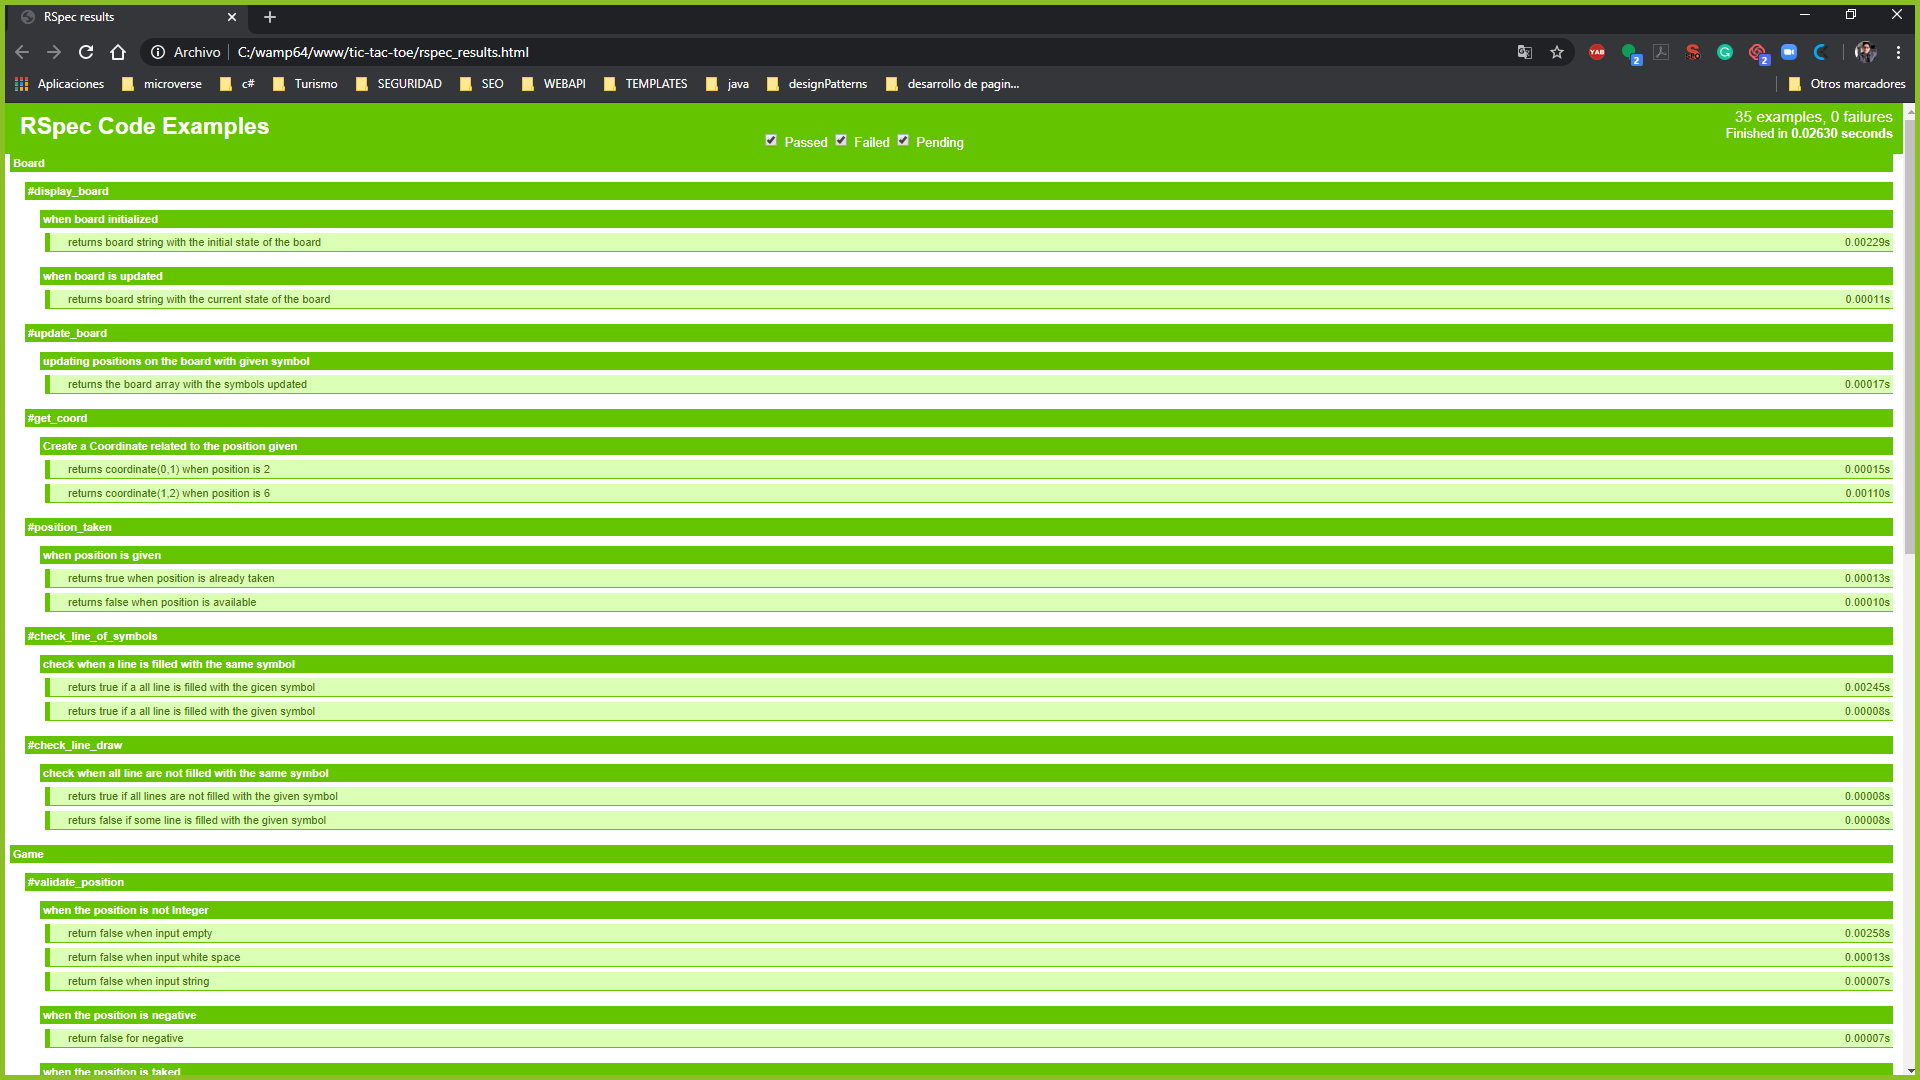 RSpec results
Archivo C:/wamp64/www/tic-tac-toe/rspec_results.html
YAB 2 SEO 2
Aplicaciones microverse c# Turismo SEGURIDAD SEO WEBAPI TEMPLATES java designPatterns desarrollo de pagin... Otros marcadores
RSpec Code Examples
Passed Failed Pending
35 examples, 0 failures
Finished in 0.02630 seconds
Board
#display_board
when board initialized
returns board string with the initial state of the board 0.00229s
when board is updated
returns board string with the current state of the board 0.00011s
#update_board
updating positions on the board with given symbol
returns the board array with the symbols updated 0.00017s
#get_coord
Create a Coordinate related to the position given
returns coordinate(0,1) when position is 2 0.00015s
returns coordinate(1,2) when position is 6 0.00110s
#position_taken
when position is given
returns true when position is already taken 0.00013s
returns false when position is available 0.00010s
#check_line_of_symbols
check when a line is filled with the same symbol
returs true if a all line is filled with the gicen symbol 0.00245s
returs true if a all line is filled with the given symbol 0.00008s
#check_line_draw
check when all line are not filled with the same symbol
returs true if all lines are not filled with the given symbol 0.00008s
returs false if some line is filled with the given symbol 0.00008s
Game
#validate_position
when the position is not Integer
return false when input empty 0.00258s
return false when input white space 0.00013s
return false when input string 0.00007s
when the position is negative
return false for negative 0.00007s
when the position is taked